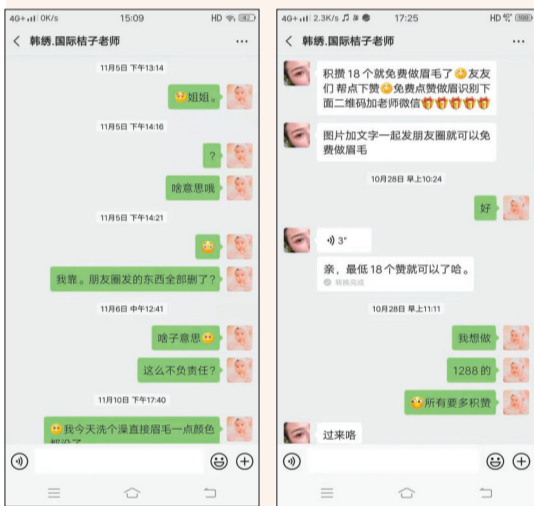 4G+ 0K/s 15:09 HD
韩绣.国际桔子老师
11月5日 下午13:14
姐姐。
11月5日 下午14:16
?
啥意思哦
11月5日 下午14:21
我靠。朋友圈发的东西全部删了?
11月6日 中午12:41
啥子意思
这么不负责任?
11月10日 下午17:40
我今天洗个澡直接眉毛一点颜色
都没了
4G+ 2.3K/s 17:25 HD
韩绣.国际桔子老师
积攒18个就免费做眉毛了友友
们 帮点下赞免费点赞做眉识别下
面二维码加老师微信
图片加文字一起发朋友圈就可以免
费做眉毛
10月28日 早上10:24
好
3"
亲，最低18个赞就可以了哈。
转换完成
10月28日 早上11:11
我想做
1288的
所有要多积赞
过来咯